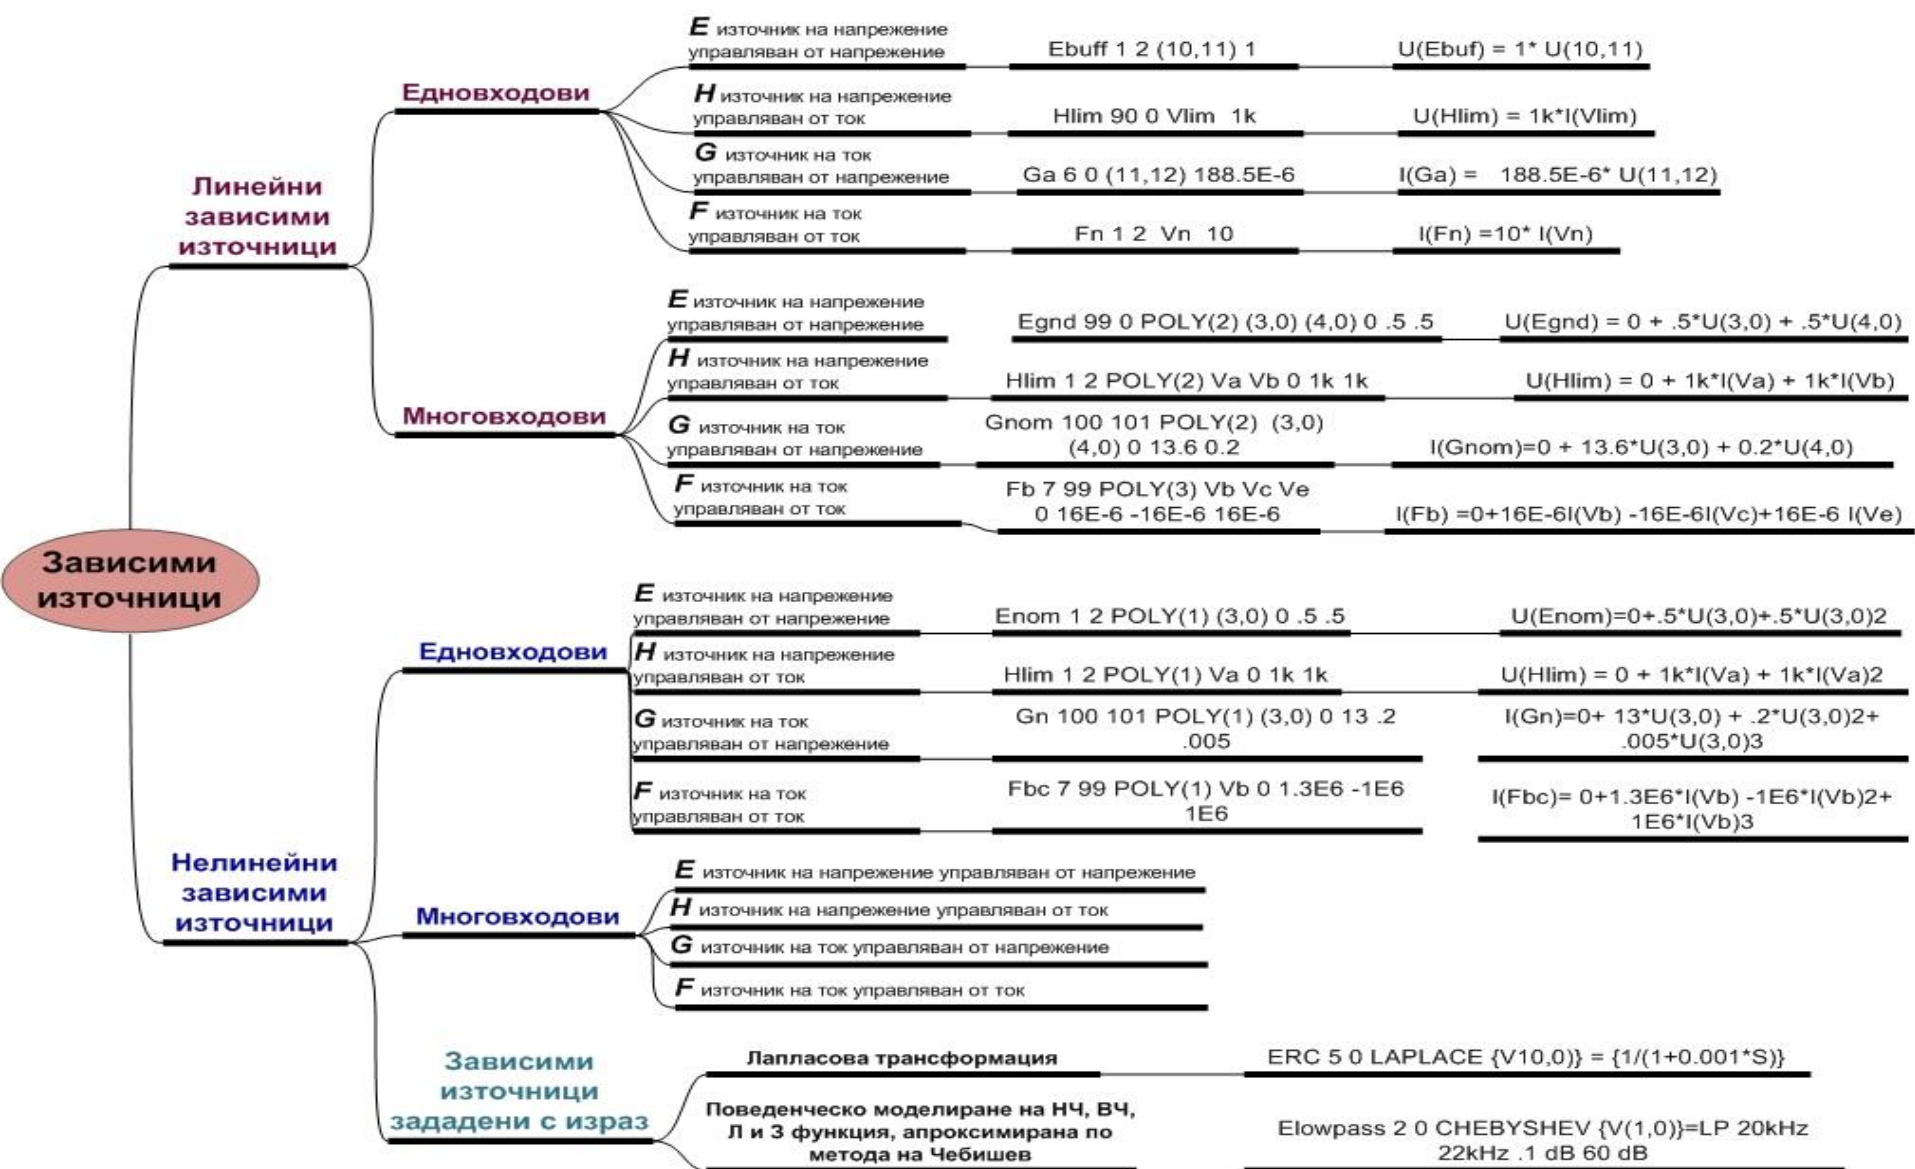 Зависими
източници
Линейни
зависими
източници
Едновходови
E източник на напрежение
управляван от напрежение
Ebuff 1 2 (10,11) 1
U(Ebuf) = 1* U(10,11)
H източник на напрежение
управляван от ток
Hlim 90 0 Vlim 1k
U(Hlim) = 1k*I(Vlim)
G източник на ток
управляван от напрежение
Ga 6 0 (11,12) 188.5E-6
I(Ga) = 188.5E-6* U(11,12)
F източник на ток
управляван от ток
Fn 1 2 Vn 10
I(Fn) =10* I(Vn)
Многовходови
E източник на напрежение
управляван от напрежение
Egnd 99 0 POLY(2) (3,0) (4,0) 0 .5 .5
U(Egnd) = 0 + .5*U(3,0) + .5*U(4,0)
H източник на напрежение
управляван от ток
Hlim 1 2 POLY(2) Va Vb 0 1k 1k
U(Hlim) = 0 + 1k*I(Va) + 1k*I(Vb)
G източник на ток
управляван от напрежение
Gnom 100 101 POLY(2) (3,0)
(4,0) 0 13.6 0.2
I(Gnom)=0 + 13.6*U(3,0) + 0.2*U(4,0)
F източник на ток
управляван от ток
Fb 7 99 POLY(3) Vb Vc Ve
0 16E-6 -16E-6 16E-6
I(Fb) =0+16E-6I(Vb) -16E-6I(Vc)+16E-6 I(Ve)
Нелинейни
зависими
източници
Едновходови
E източник на напрежение
управляван от напрежение
Enom 1 2 POLY(1) (3,0) 0 .5 .5
U(Enom)=0+.5*U(3,0)+.5*U(3,0)2
H източник на напрежение
управляван от ток
Hlim 1 2 POLY(1) Va 0 1k 1k
U(Hlim) = 0 + 1k*I(Va) + 1k*I(Va)2
G източник на ток
управляван от напрежение
Gn 100 101 POLY(1) (3,0) 0 13 .2
.005
I(Gn)=0+ 13*U(3,0) + .2*U(3,0)2+
.005*U(3,0)3
F източник на ток
управляван от ток
Fbc 7 99 POLY(1) Vb 0 1.3E6 -1E6
1E6
I(Fbc)= 0+1.3E6*I(Vb) -1E6*I(Vb)2+
1E6*I(Vb)3
Многовходови
E източник на напрежение управляван от напрежение
H източник на напрежение управляван от ток
G източник на ток управляван от напрежение
F източник на ток управляван от ток
Зависими
източници
зададени с израз
Лапласова трансформация
ERC 5 0 LAPLACE {V10,0)} = {1/(1+0.001*S)}
Поведенческо моделиране на НЧ, ВЧ,
Л и З функция, апроксимирана по
метода на Чебишев
Elowpass 2 0 CHEBYSHEV {V(1,0)}=LP 20kHz
22kHz .1 dB 60 dB